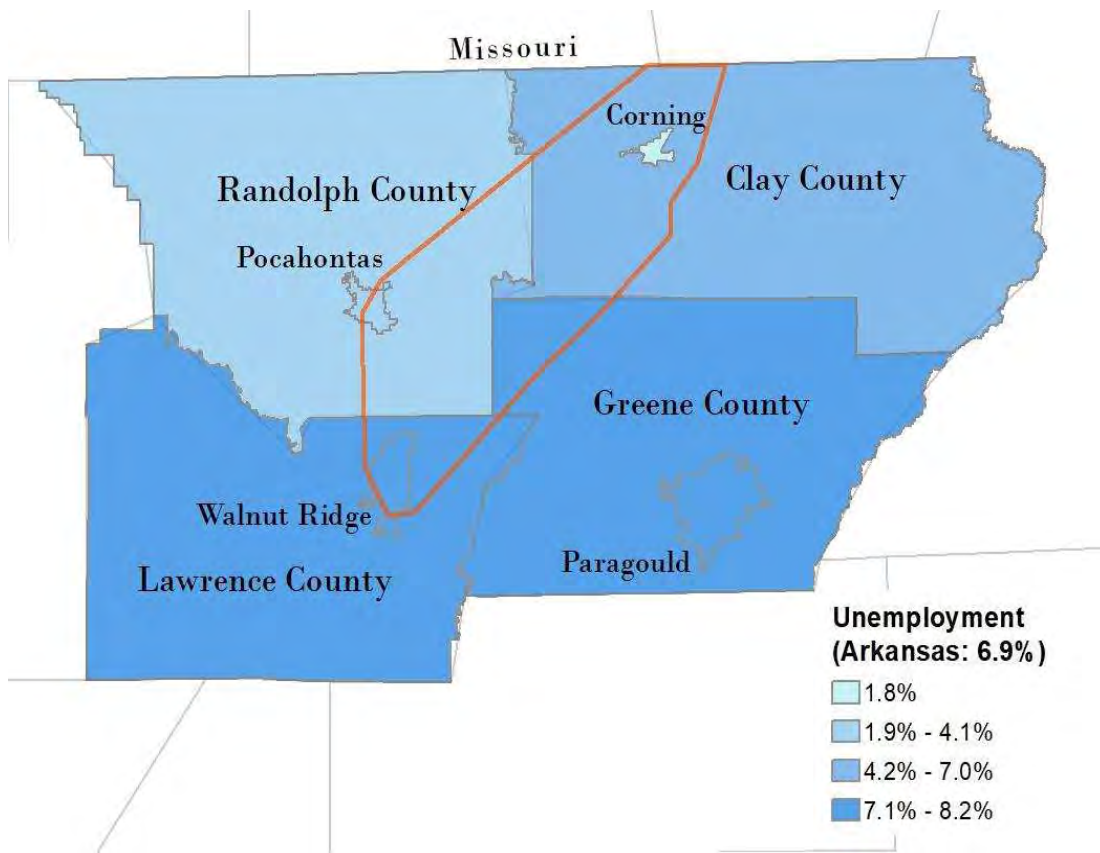 Missouri
Corning
Randolph County
Clay County
Pocahontas
Greene County
Walnut Ridge
Paragould
Lawrence County
Unemployment
(Arkansas: 6.9%)
1.8%
1.9% - 4.1%
4.2% - 7.0%
7.1% - 8.2%